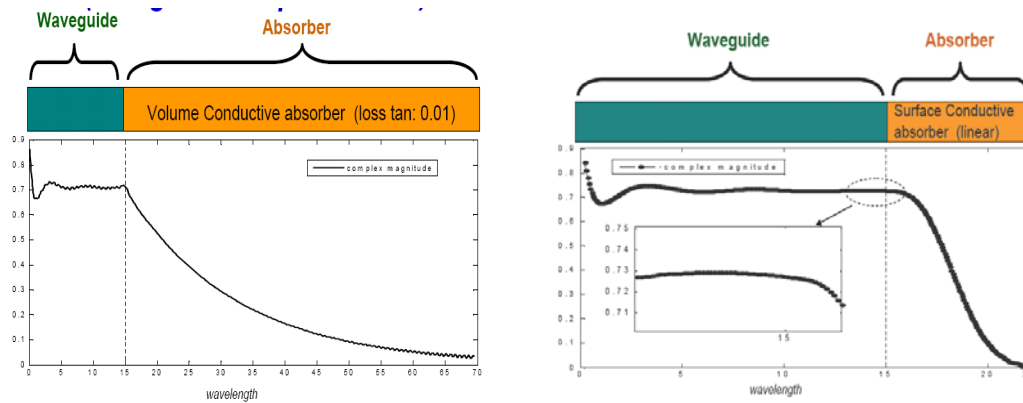 Waveguide
Absorber
Volume Conductive absorber (loss tan: 0.01)
0.9
0.8
0.7
0.6
0.5
0.4
0.3
0.2
0.1
0
complex magnitude
0 5 10 15 20 25 30 35 40 45 50 55 60 65 70
wavelength
Waveguide
Absorber
Surface Conductive
absorber (linear)
0.9
0.8
0.7
0.6
0.5
0.4
0.3
0.2
0.1
0
complex magnitude
0.75
0.74
0.73
0.72
0.71
15
0 5 10 15 20
wavelength